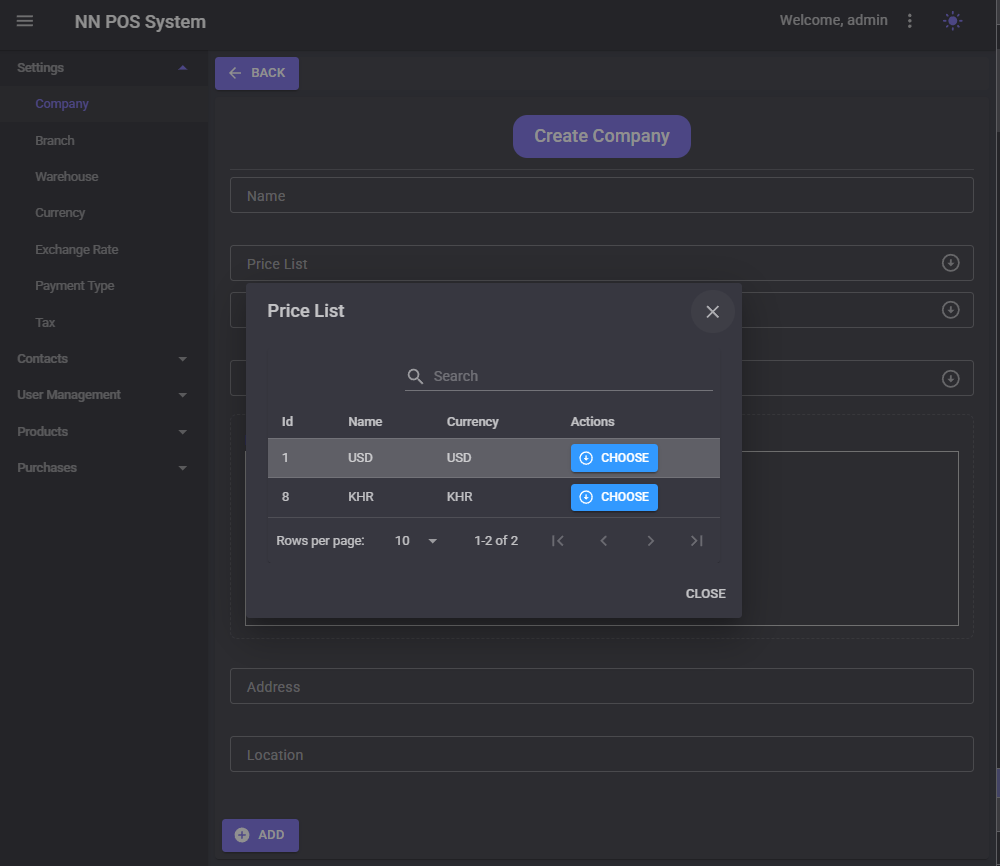 NN POS System
Welcome, admin
Settings
Company
Branch
Warehouse
Currency
Exchange Rate
Payment Type
Tax
Contacts
User Management
Products
Purchases
BACK
Create Company
Name
Price List
Price List
Search
Id Name Currency Actions
1 USD USD CHOOSE
8 KHR KHR CHOOSE
Rows per page: 10 1-2 of 2
CLOSE
Address
Location
ADD